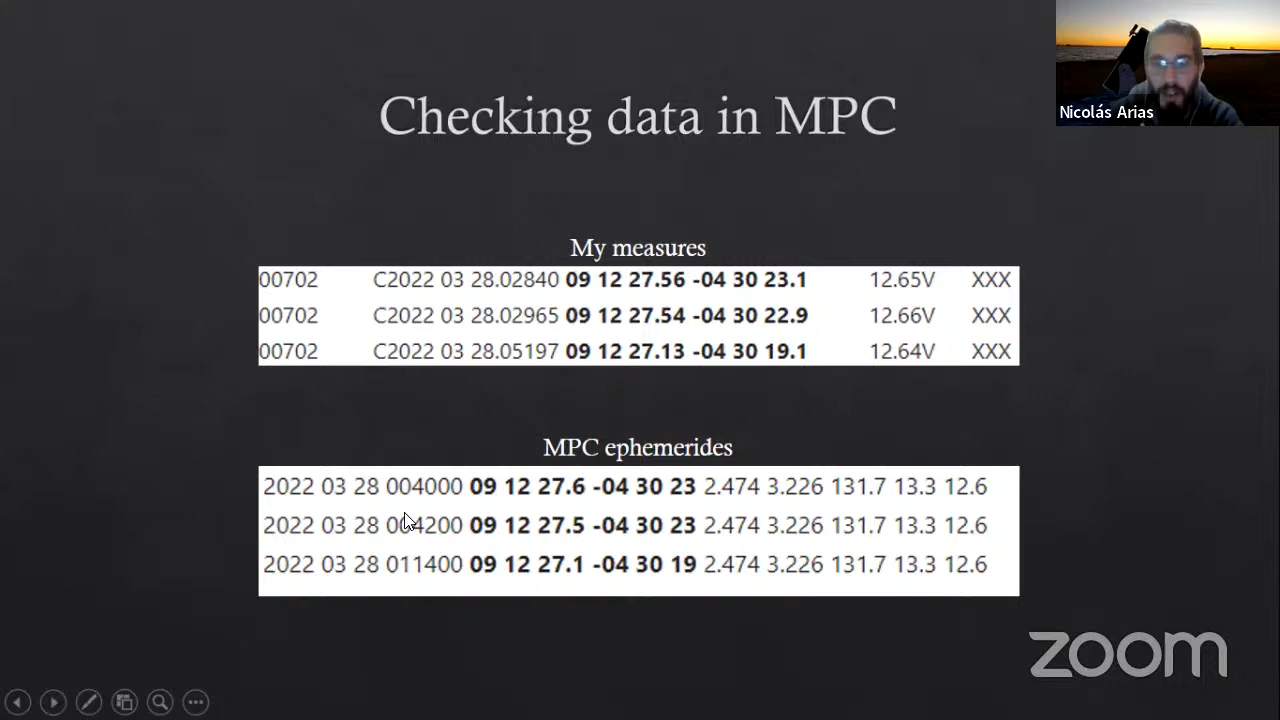 Checking data in MPC
Nicolás Arias
My measures
00702 C2022 03 28.02840 09 12 27.56 -04 30 23.1 12.65V XXX
00702 C2022 03 28.02965 09 12 27.54 -04 30 22.9 12.66V XXX
00702 C2022 03 28.05197 09 12 27.13 -04 30 19.1 12.64V XXX
MPC ephemerides
2022 03 28 004000 09 12 27.6 -04 30 23 2.474 3.226 131.7 13.3 12.6
2022 03 28 004200 09 12 27.5 -04 30 23 2.474 3.226 131.7 13.3 12.6
2022 03 28 011400 09 12 27.1 -04 30 19 2.474 3.226 131.7 13.3 12.6
zoom